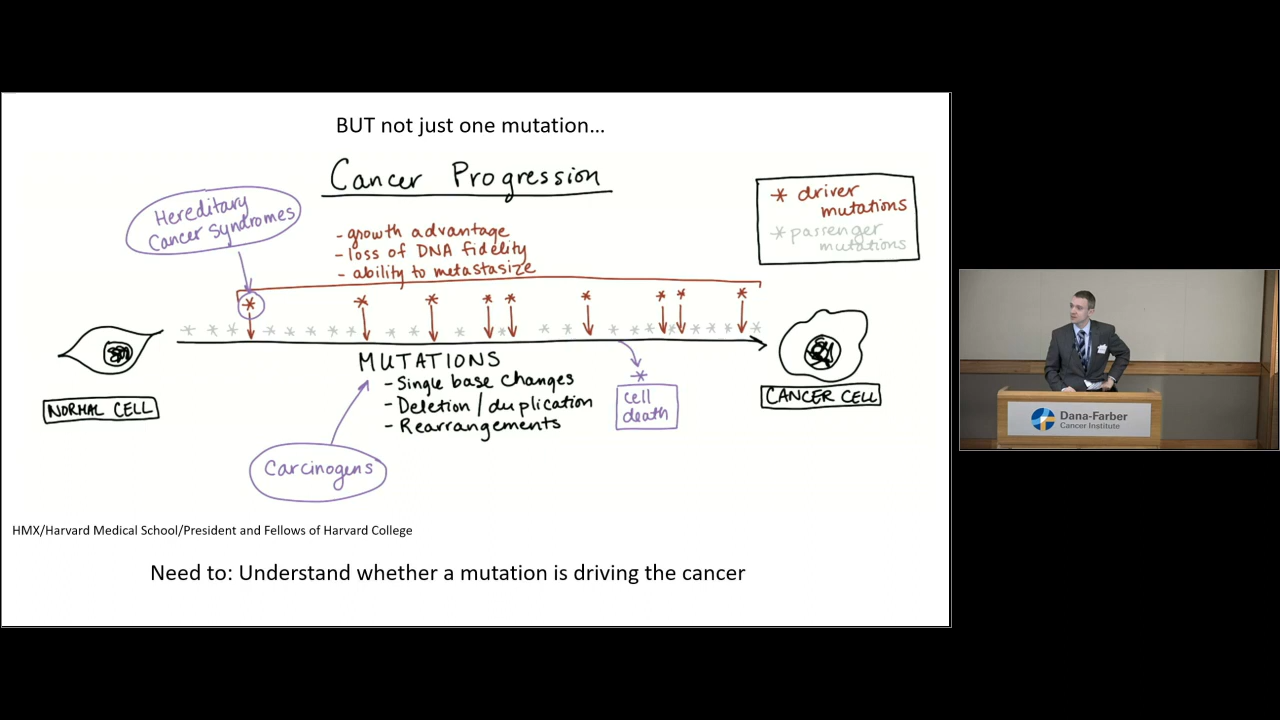 BUT not just one mutation...
Cancer Progression
Hereditary
Cancer Syndromes
- growth advantage
- loss of DNA fidelity
- ability to metastasize
* driver
mutations
* passenger
mutations
NORMAL CELL
MUTATIONS
- Single base changes
- Deletion / duplication
- Rearrangements
cell
death
CANCER CELL
Carcinogens
HMX/Harvard Medical School/President and Fellows of Harvard College
Need to: Understand whether a mutation is driving the cancer
Dana-Farber
Cancer Institute